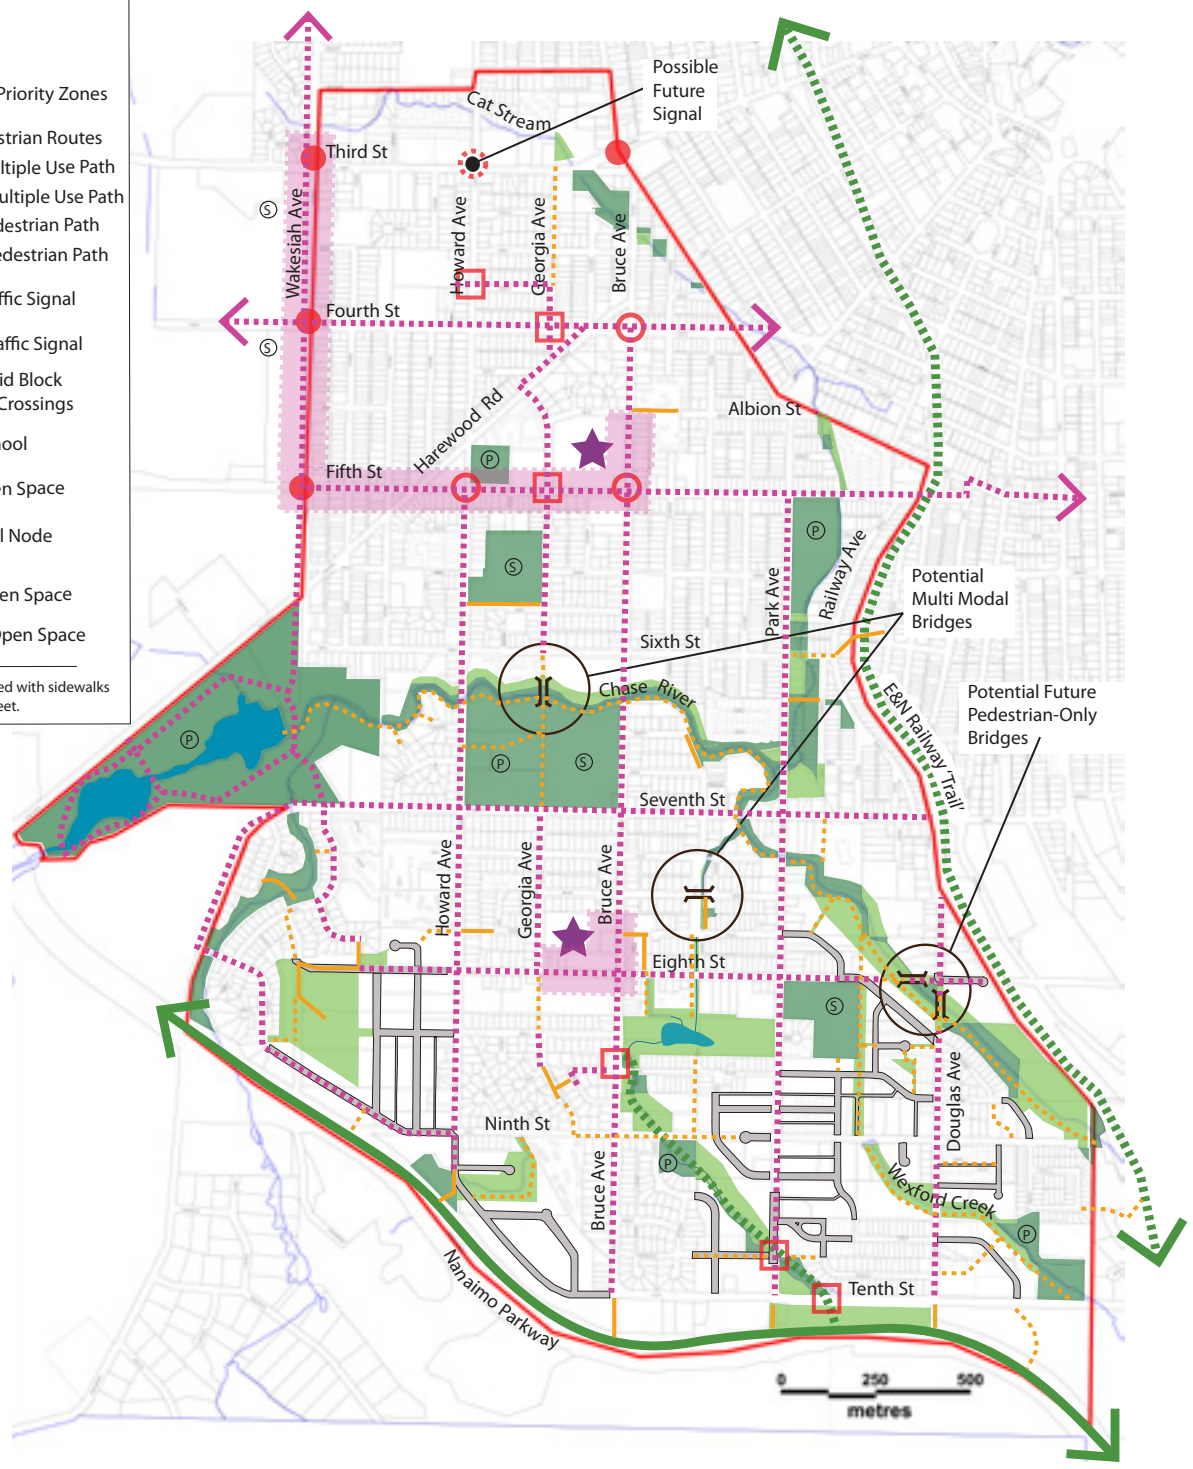 Priority Zones
strian Routes
ltiple Use Path
ultiple Use Path
destrian Path
edestrian Path
ffic Signal
affic Signal
id Block
Crossings
hool
en Space
l Node
en Space
Open Space
ed with sidewalks
eet.
Possible
Future
Signal
Cat Stream
Third St
S
Wakesiah Ave
Howard Ave
Georgia Ave
Bruce Ave
Fourth St
S
Albion St
Harewood Rd
P
Fifth St
P
S
Railway Ave
Park Ave
Potential
Multi Modal
Bridges
Sixth St
Chase River
E&N Railway 'Trail'
Potential Future
Pedestrian-Only
Bridges
P
P
S
Seventh St
Howard Ave
Georgia Ave
Bruce Ave
Eighth St
S
Douglas Ave
Ninth St
P
Bruce Ave
Wexford Creek
P
Nanaimo Parkway
Tenth St
0 250 500
metres